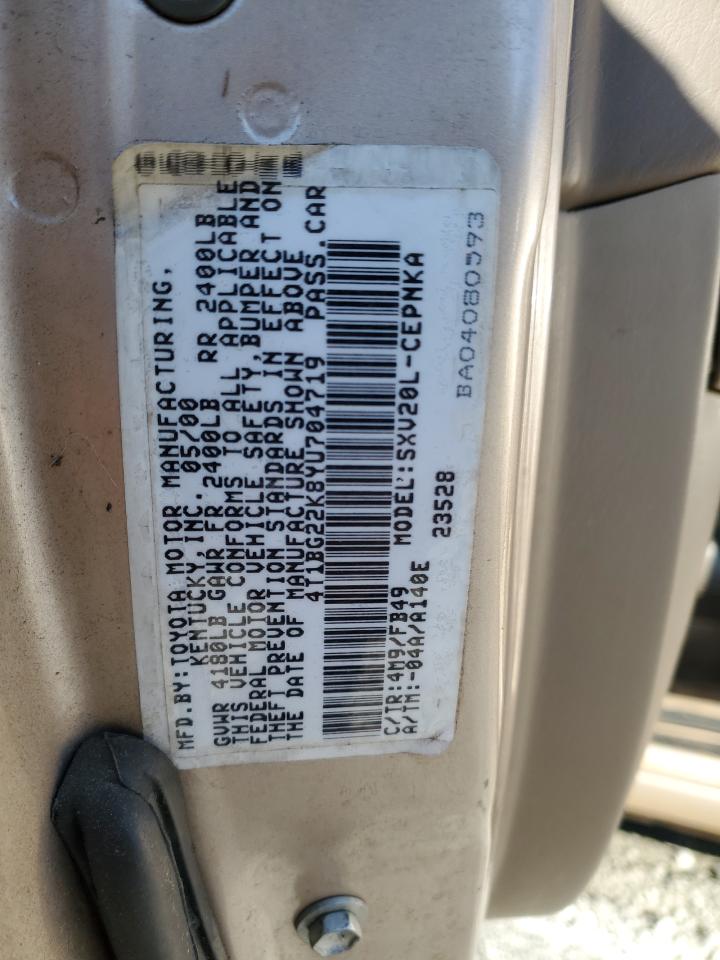 MFD.BY:TOYOTA MOTOR MANUFACTURING,
KENTUCKY,INC. 05/00
GVWR 4180LB GAWR FR 2400LB RR 2400LB
THIS VEHICLE CONFORMS TO ALL APPLICABLE
FEDERAL MOTOR VEHICLE SAFETY,BUMPER AND
THEFT PREVENTION STANDARDS IN EFFECT ON
THE DATE OF MANUFACTURE SHOWN ABOVE
4T1BG22K8YU704719 PASS.CAR
MODEL:SXV20L-CEPNKA
C/TR:4M9/FB49
A/TM:-04A/A140E 23528
BA04080593